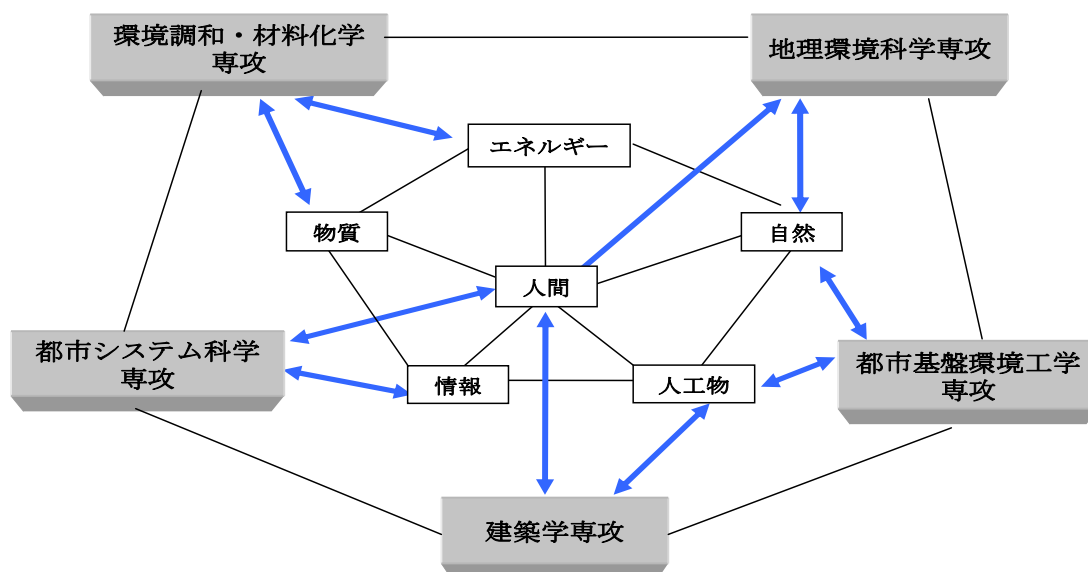 環境調和・材料化学
専攻
地理環境科学専攻
エネルギー
物質
自然
人間
都市システム科学
専攻
情報
人工物
都市基盤環境工学
専攻
建築学専攻